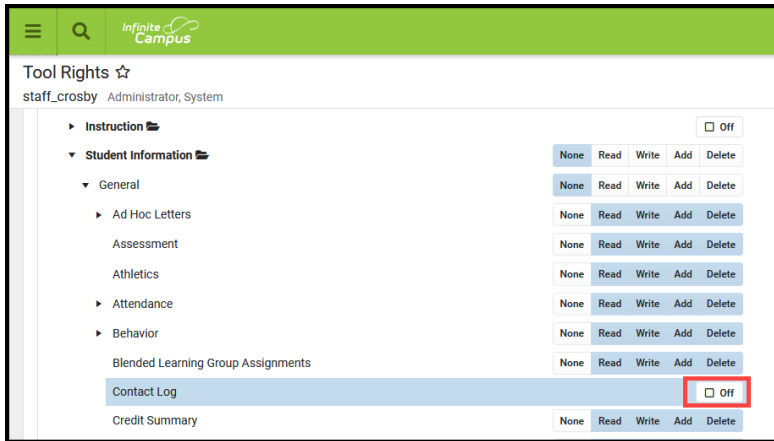 Infinite
Campus
Tool Rights
staff_crosby Administrator, System
Instruction Off
Student Information None Read Write Add Delete
General None Read Write Add Delete
Ad Hoc Letters None Read Write Add Delete
Assessment None Read Write Add Delete
Athletics None Read Write Add Delete
Attendance None Read Write Add Delete
Behavior None Read Write Add Delete
Blended Learning Group Assignments None Read Write Add Delete
Contact Log Off
Credit Summary None Read Write Add Delete